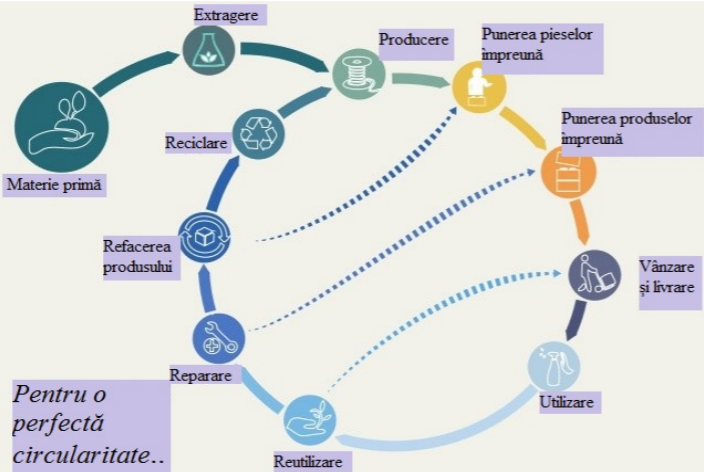 Extragere
Producere
Punerea pieselor
împreună
Punerea produselor
împreună
Reciclare
Materie primă
Refacerea
produsului
Vânzare
și livrare
Reparare
Utilizare
Pentru o
perfectă
circularitate..
Reutilizare